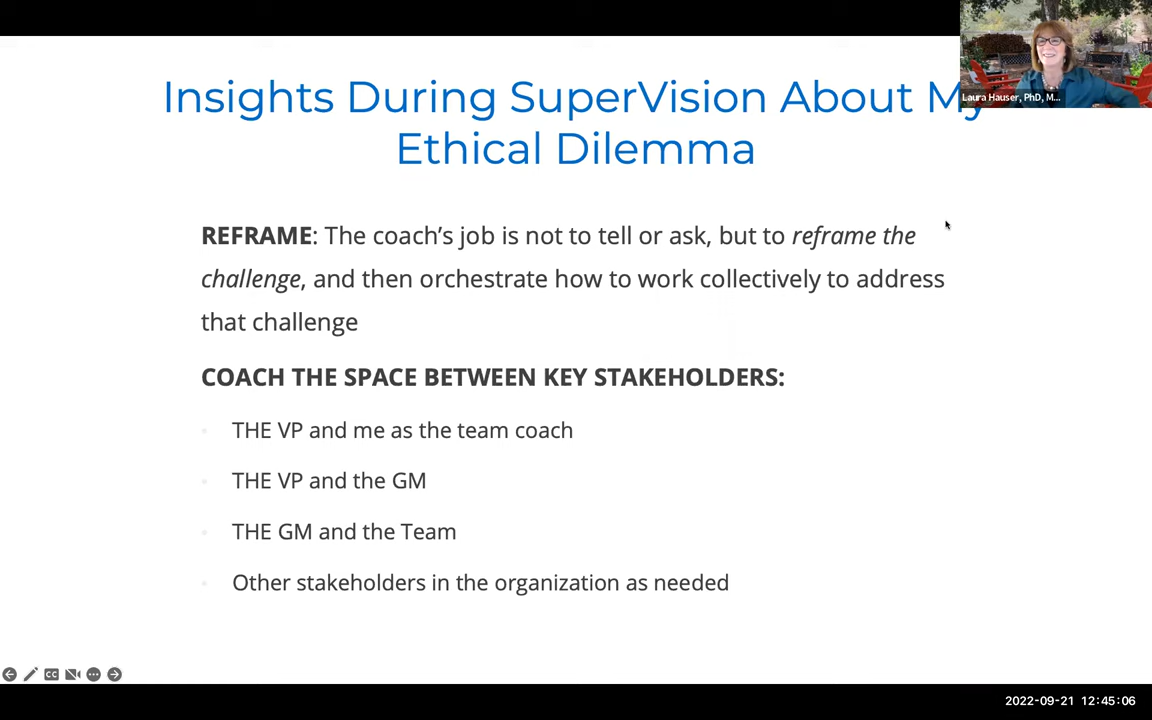 Insights During SuperVision About My
Ethical Dilemma
Laura Hauser, PhD, M...
REFRAME: The coach’s job is not to tell or ask, but to reframe the
challenge, and then orchestrate how to work collectively to address
that challenge
COACH THE SPACE BETWEEN KEY STAKEHOLDERS:
THE VP and me as the team coach
THE VP and the GM
THE GM and the Team
Other stakeholders in the organization as needed
CC
2022-09-21 12:45:06